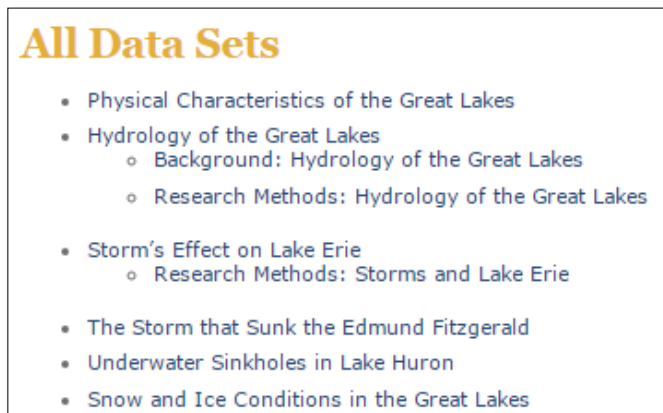 All Data Sets
Physical Characteristics of the Great Lakes
Hydrology of the Great Lakes
Background: Hydrology of the Great Lakes
Research Methods: Hydrology of the Great Lakes
Storm's Effect on Lake Erie
Research Methods: Storms and Lake Erie
The Storm that Sunk the Edmund Fitzgerald
Underwater Sinkholes in Lake Huron
Snow and Ice Conditions in the Great Lakes